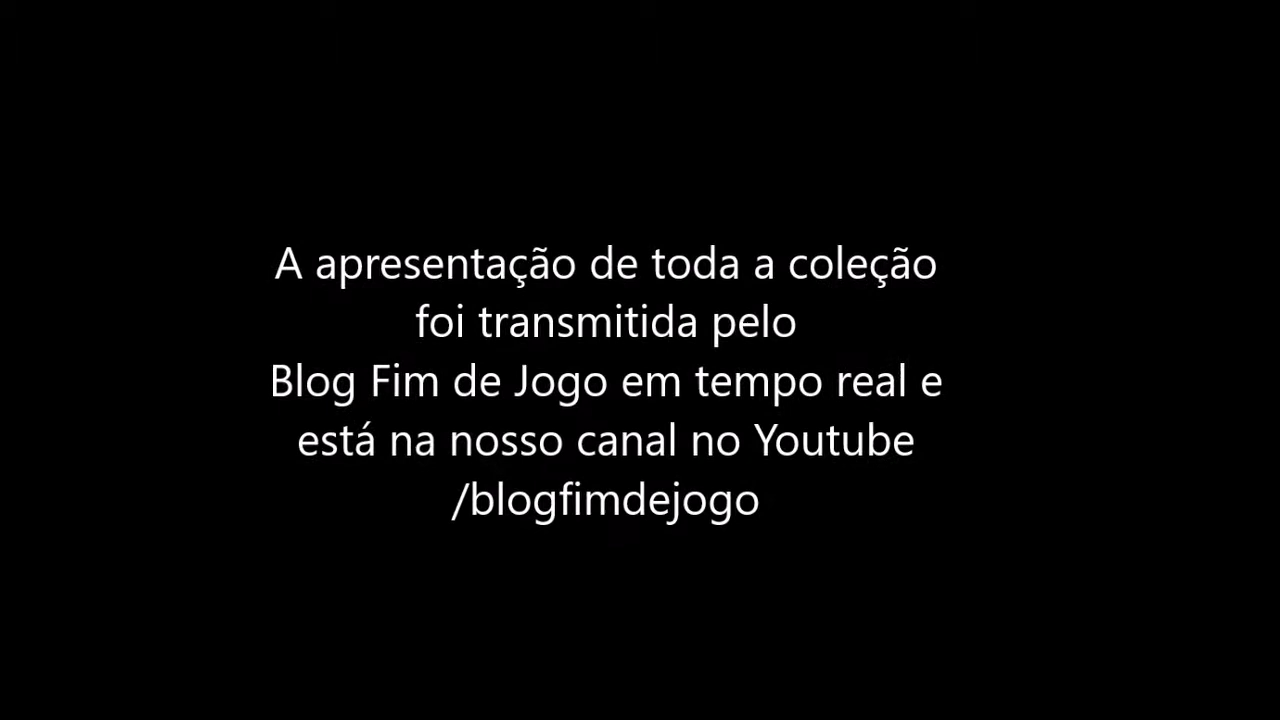 A apresentação de toda a coleção
foi transmitida pelo
Blog Fim de Jogo em tempo real e
está na nosso canal no Youtube
/blogfimdejogo